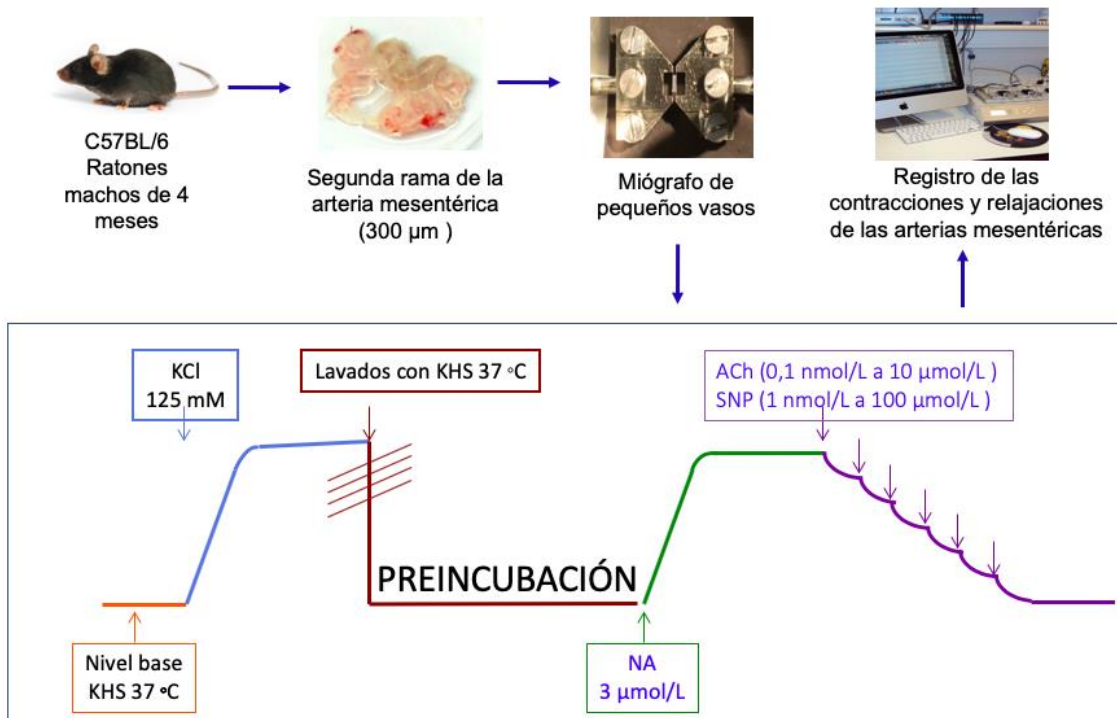 C57BL/6
Ratones
machos de 4
meses
Segunda rama de la
arteria mesentérica
(300 µm )
Miógrafo de
pequeños vasos
Registro de las
contracciones y relajaciones
de las arterias mesentéricas
KCl
125 mM
Lavados con KHS 37 ºC
ACh (0,1 nmol/L a 10 µmol/L )
SNP (1 nmol/L a 100 µmol/L )
PREINCUBACIÓN
Nivel base
KHS 37 ºC
NA
3 µmol/L